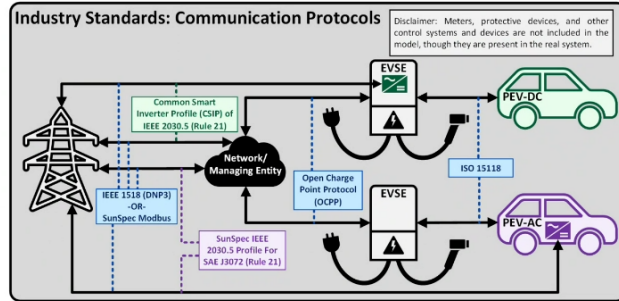 Industry Standards: Communication Protocols
Disclaimer: Meters, protective devices, and other
control systems and devices are not included in the
model, though they are present in the real system.
EVSE
PEV-DC
Common Smart
Inverter Profile (CSIP) of
IEEE 2030.5 (Rule 21)
Network/
Managing Entity
ISO 15118
Open Charge
Point Protocol
(OCPP)
IEEE 1518 (DNP3)
-OR-
SunSpec Modbus
EVSE
PEV-AC
SunSpec IEEE
2030.5 Profile For
SAE J3072 (Rule 21)